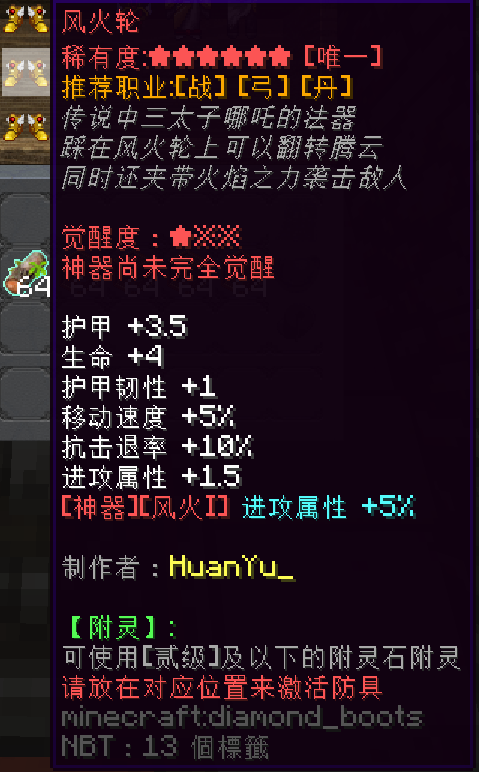 风火轮
稀有度:★★★★★★ [唯一]
推荐职业:[战] [弓] [丹]
传说中三太子哪吒的法器
踩在风火轮上可以翻转腾云
同时还夹带火焰之力袭击敌人
觉醒度：★※※
神器尚未完全觉醒
64
护甲 +3.5
生命 +4
护甲韧性 +1
移动速度 +5%
抗击退率 +10%
进攻属性 +1.5
[神器][风火I] 进攻属性 +5%
制作者：HuanYu_
【附灵】：
可使用[贰级]及以下的附灵石附灵
请放在对应位置来激活防具
minecraft:diamond_boots
NBT：13 個標籤